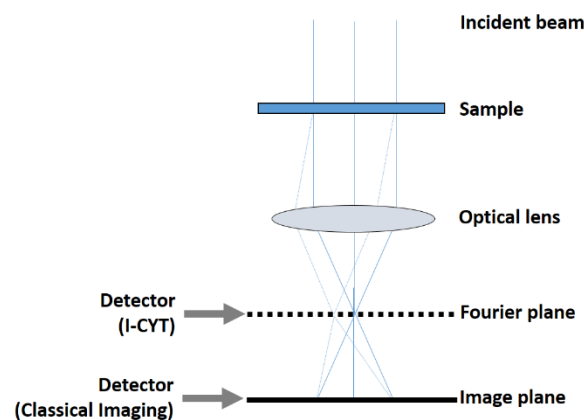 Incident beam
Sample
Optical lens
Detector
(I-CYT)
Fourier plane
Detector
(Classical Imaging)
Image plane